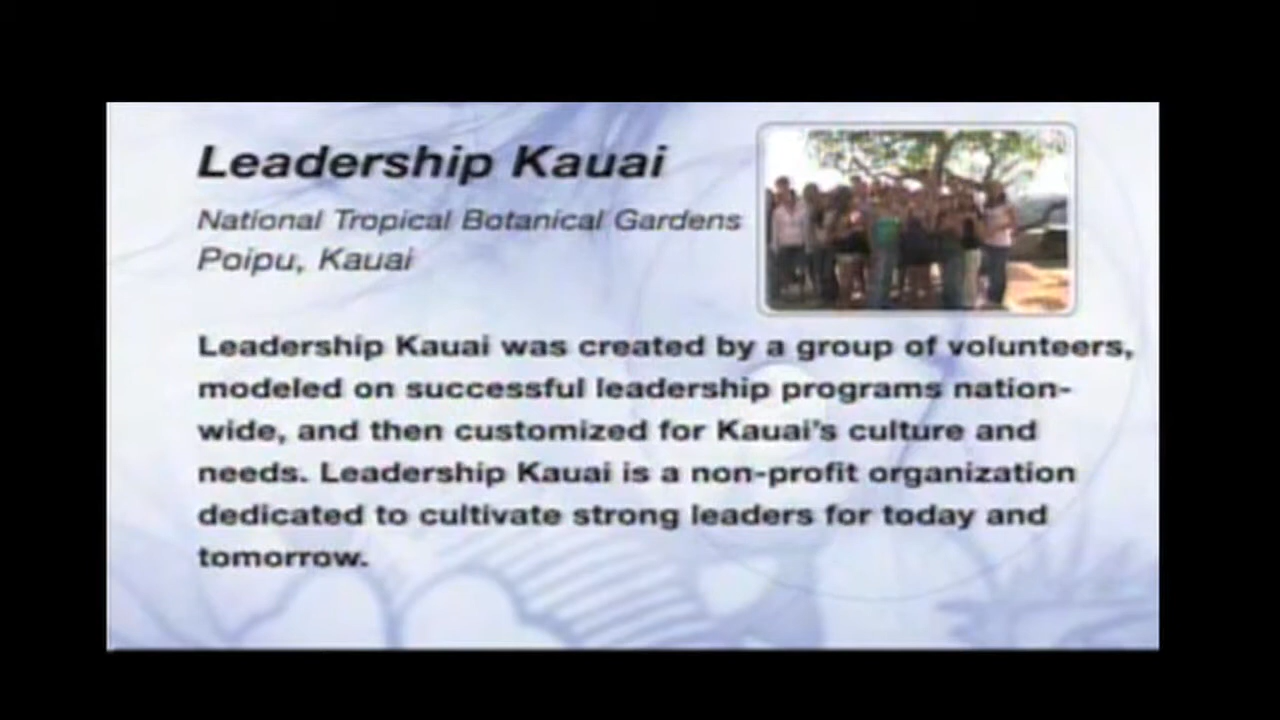 Leadership Kauai
National Tropical Botanical Gardens
Poipu, Kauai
Leadership Kauai was created by a group of volunteers,
modeled on successful leadership programs nation-
wide, and then customized for Kauai's culture and
needs. Leadership Kauai is a non-profit organization
dedicated to cultivate strong leaders for today and
tomorrow.